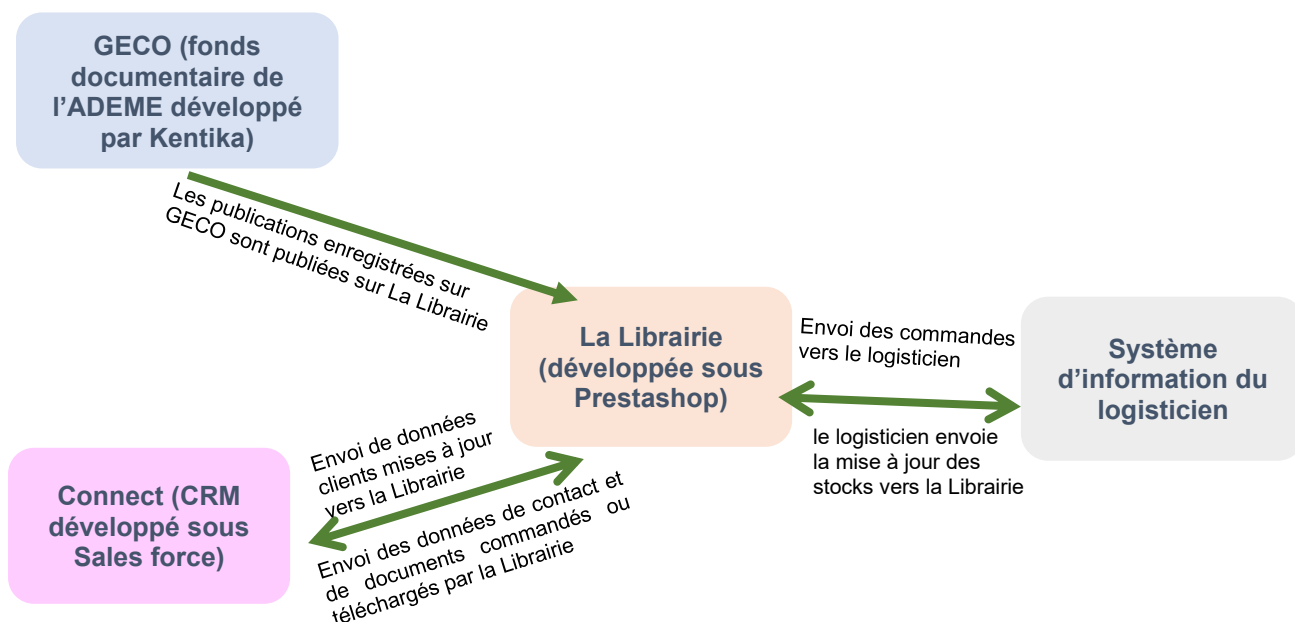 GECO (fonds
documentaire de
l'ADEME développé
par Kentika)
Les publications enregistrées sur
GECO sont publiées sur La Librairie
La Librairie
(développée sous
Prestashop)
Envoi des commandes
vers le logisticien
Système
d'information du
logisticien
le logisticien envoie
la mise à jour des
stocks vers la Librairie
Envoi de données
clients mises à jour
vers la Librairie
Connect (CRM
développé sous
Sales force)
Envoi des données de contact et
de documents commandés ou
téléchargés par la Librairie